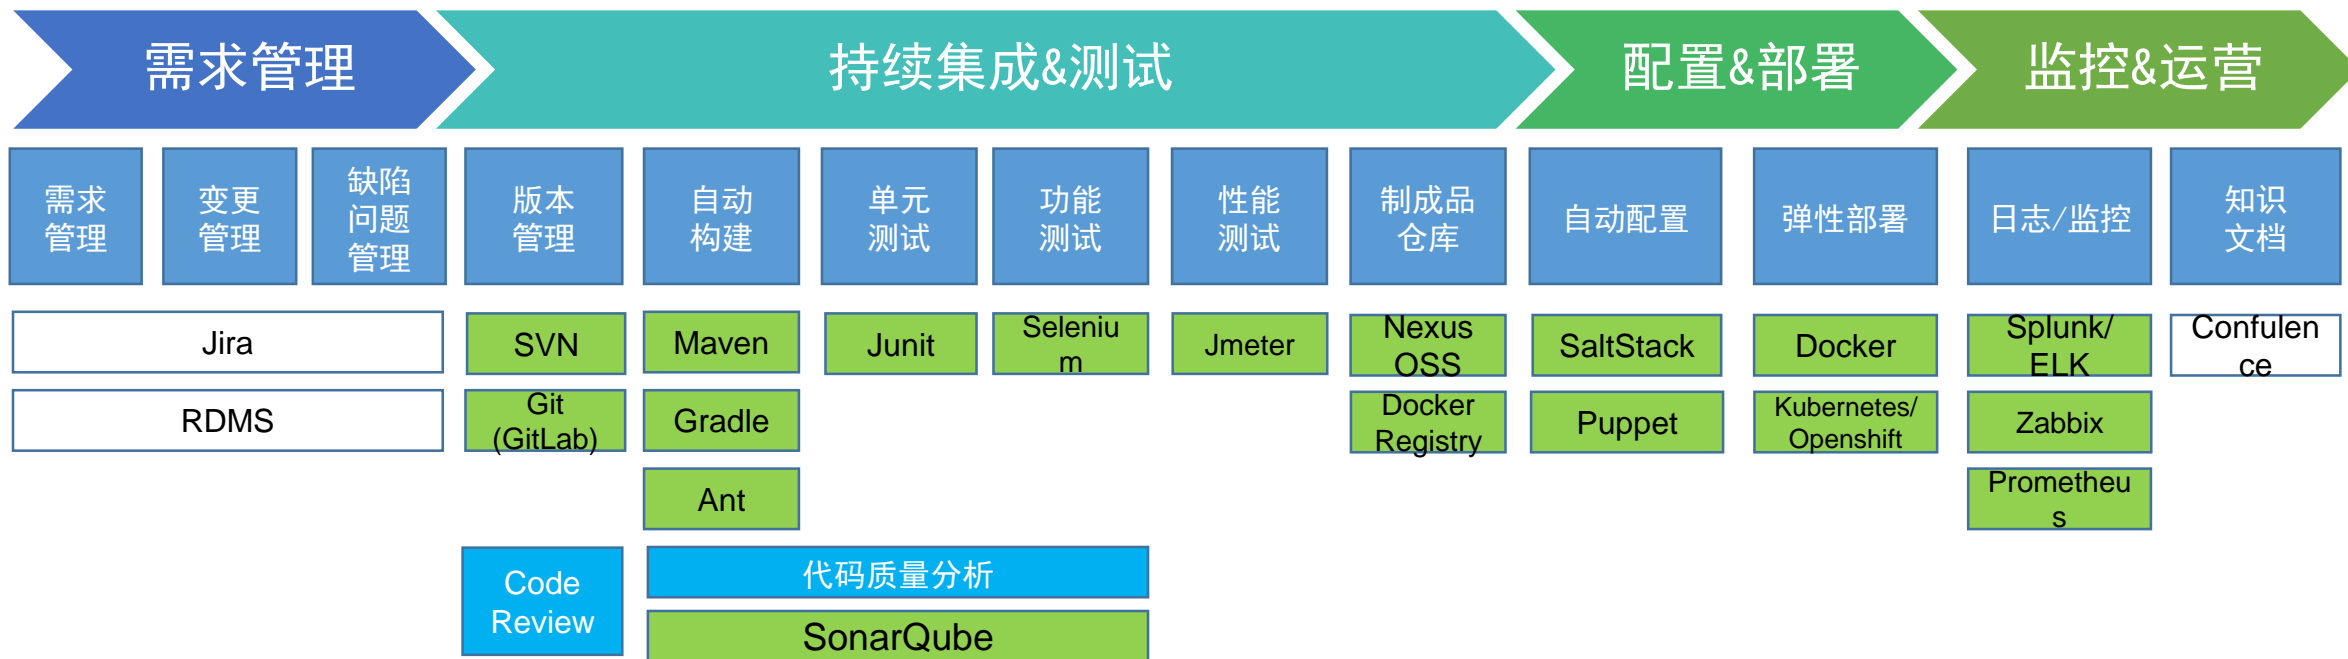 需求管理
持续集成&测试
配置&部署
监控&运营
需求
管理
变更
管理
缺陷
问题
管理
版本
管理
自动
构建
单元
测试
功能
测试
性能
测试
制成品
仓库
自动配置
弹性部署
日志/监控
知识
文档
Jira
SVN
Maven
Junit
Seleniu
m
Jmeter
Nexus
OSS
SaltStack
Docker
Splunk/
ELK
Confulen
ce
RDMS
Git
(GitLab)
Gradle
Docker
Registry
Puppet
Kubernetes/
Openshift
Zabbix
Ant
Prometheu
s
Code
Review
代码质量分析
SonarQube